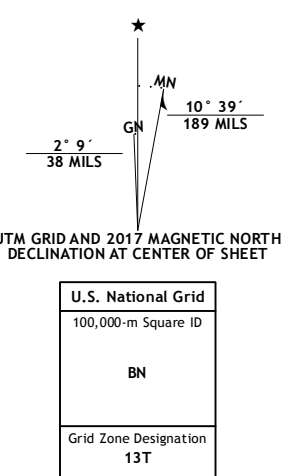 ★
MN
10° 39´
189 MILS
GN
2° 9´
38 MILS
UTM GRID AND 2017 MAGNETIC NORTH
DECLINATION AT CENTER OF SHEET
U.S. National Grid
100,000-m Square ID
BN
Grid Zone Designation
13T